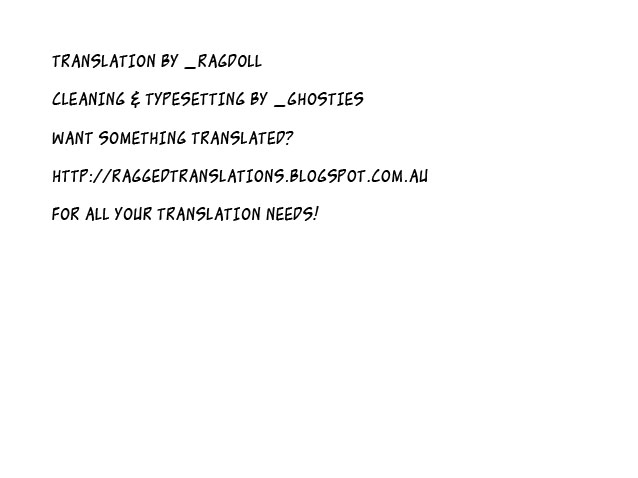 TRANSLATION BY _RAGDOLL
CLEANING & TYPESETTING BY _GHOSTIES
WANT SOMETHING TRANSLATED?
HTTP://RAGGEDTRANSLATIONS.BLOGSPOT.COM.AU
FOR ALL YOUR TRANSLATION NEEDS!